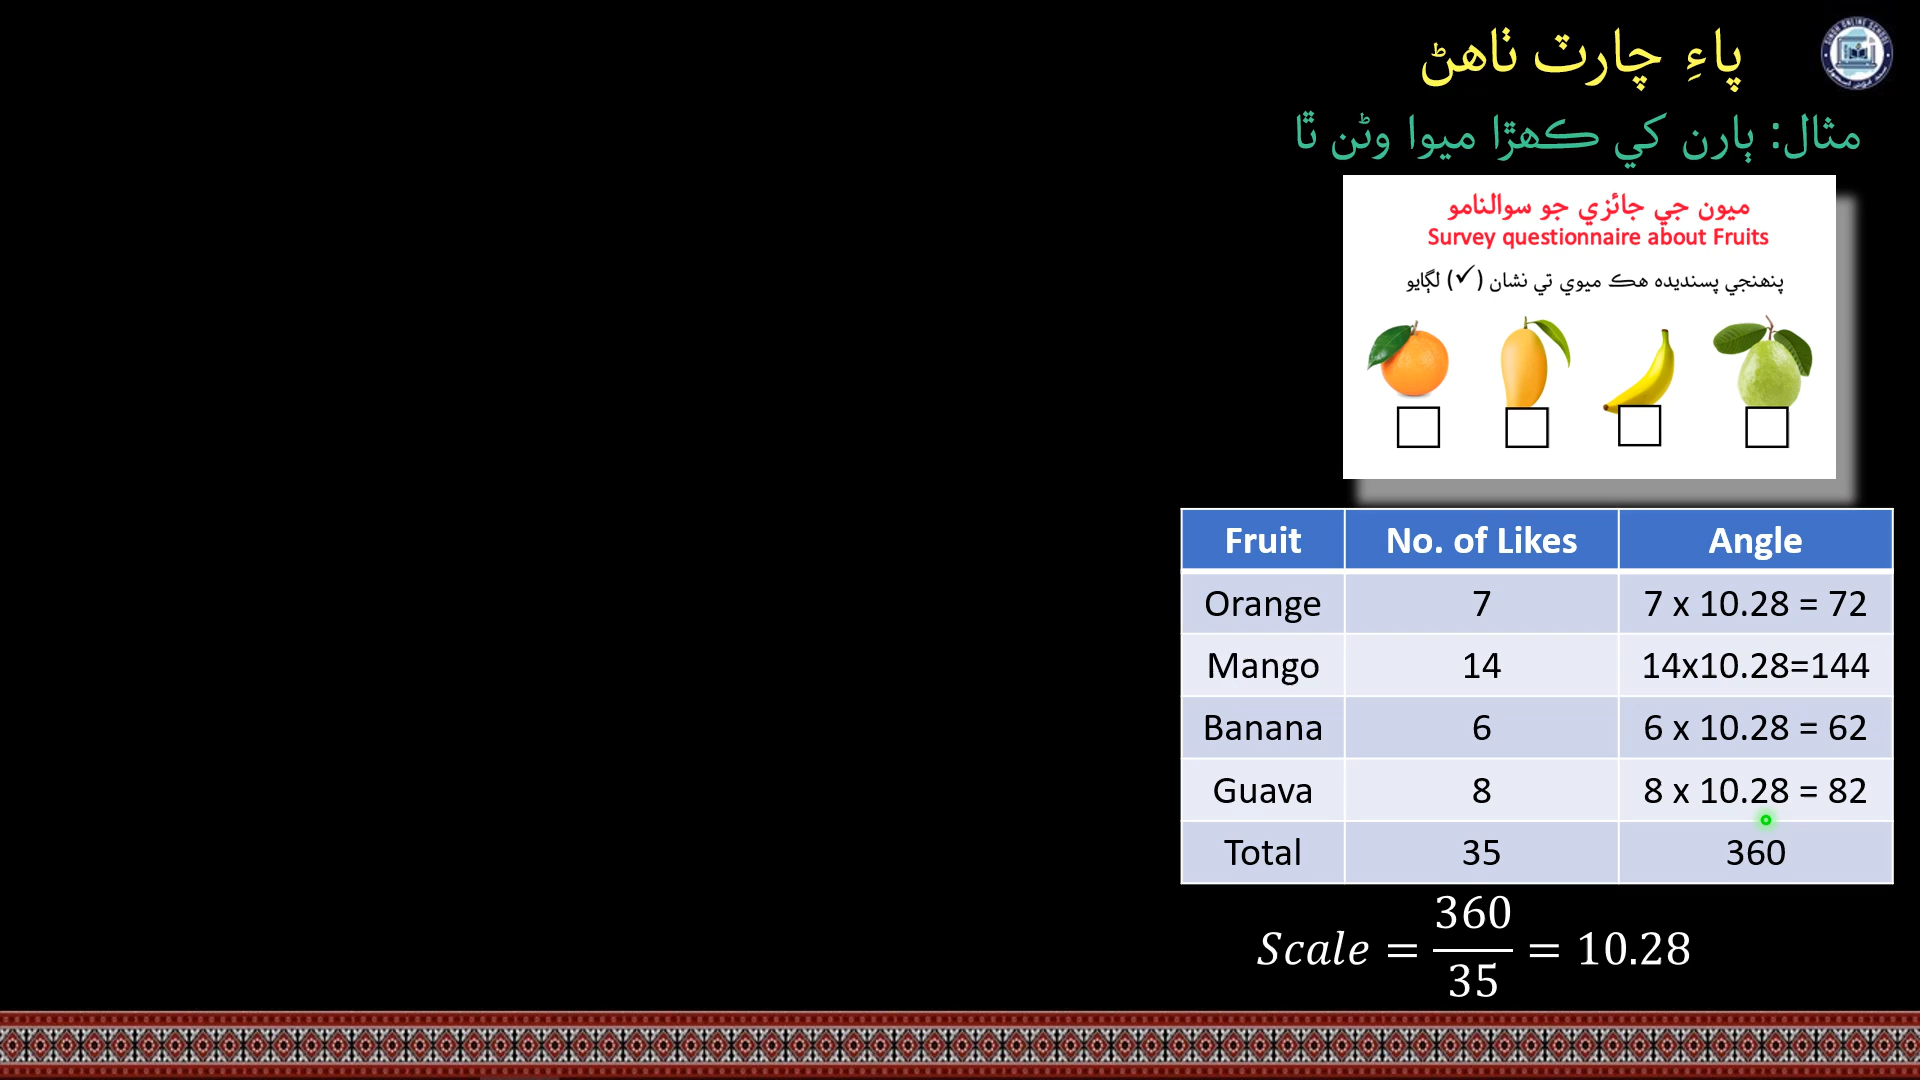 پاءِ چارٽ ٺاهڻ
مثال: ٻارن کي ڪهڙا ميوا وڻن ٿا
ميون جي جائزي جو سوالنامو
Survey questionnaire about Fruits
پنهنجي پسنديده هڪ ميوي تي نشان (✓) لڳايو
Fruit No. of Likes Angle
Orange 7 7 x 10.28 = 72
Mango 14 14x10.28=144
Banana 6 6 x 10.28 = 62
Guava 8 8 x 10.28 = 82
Total 35 360
Scale = 360/35 = 10.28
SINDH ONLINE SCHOOL